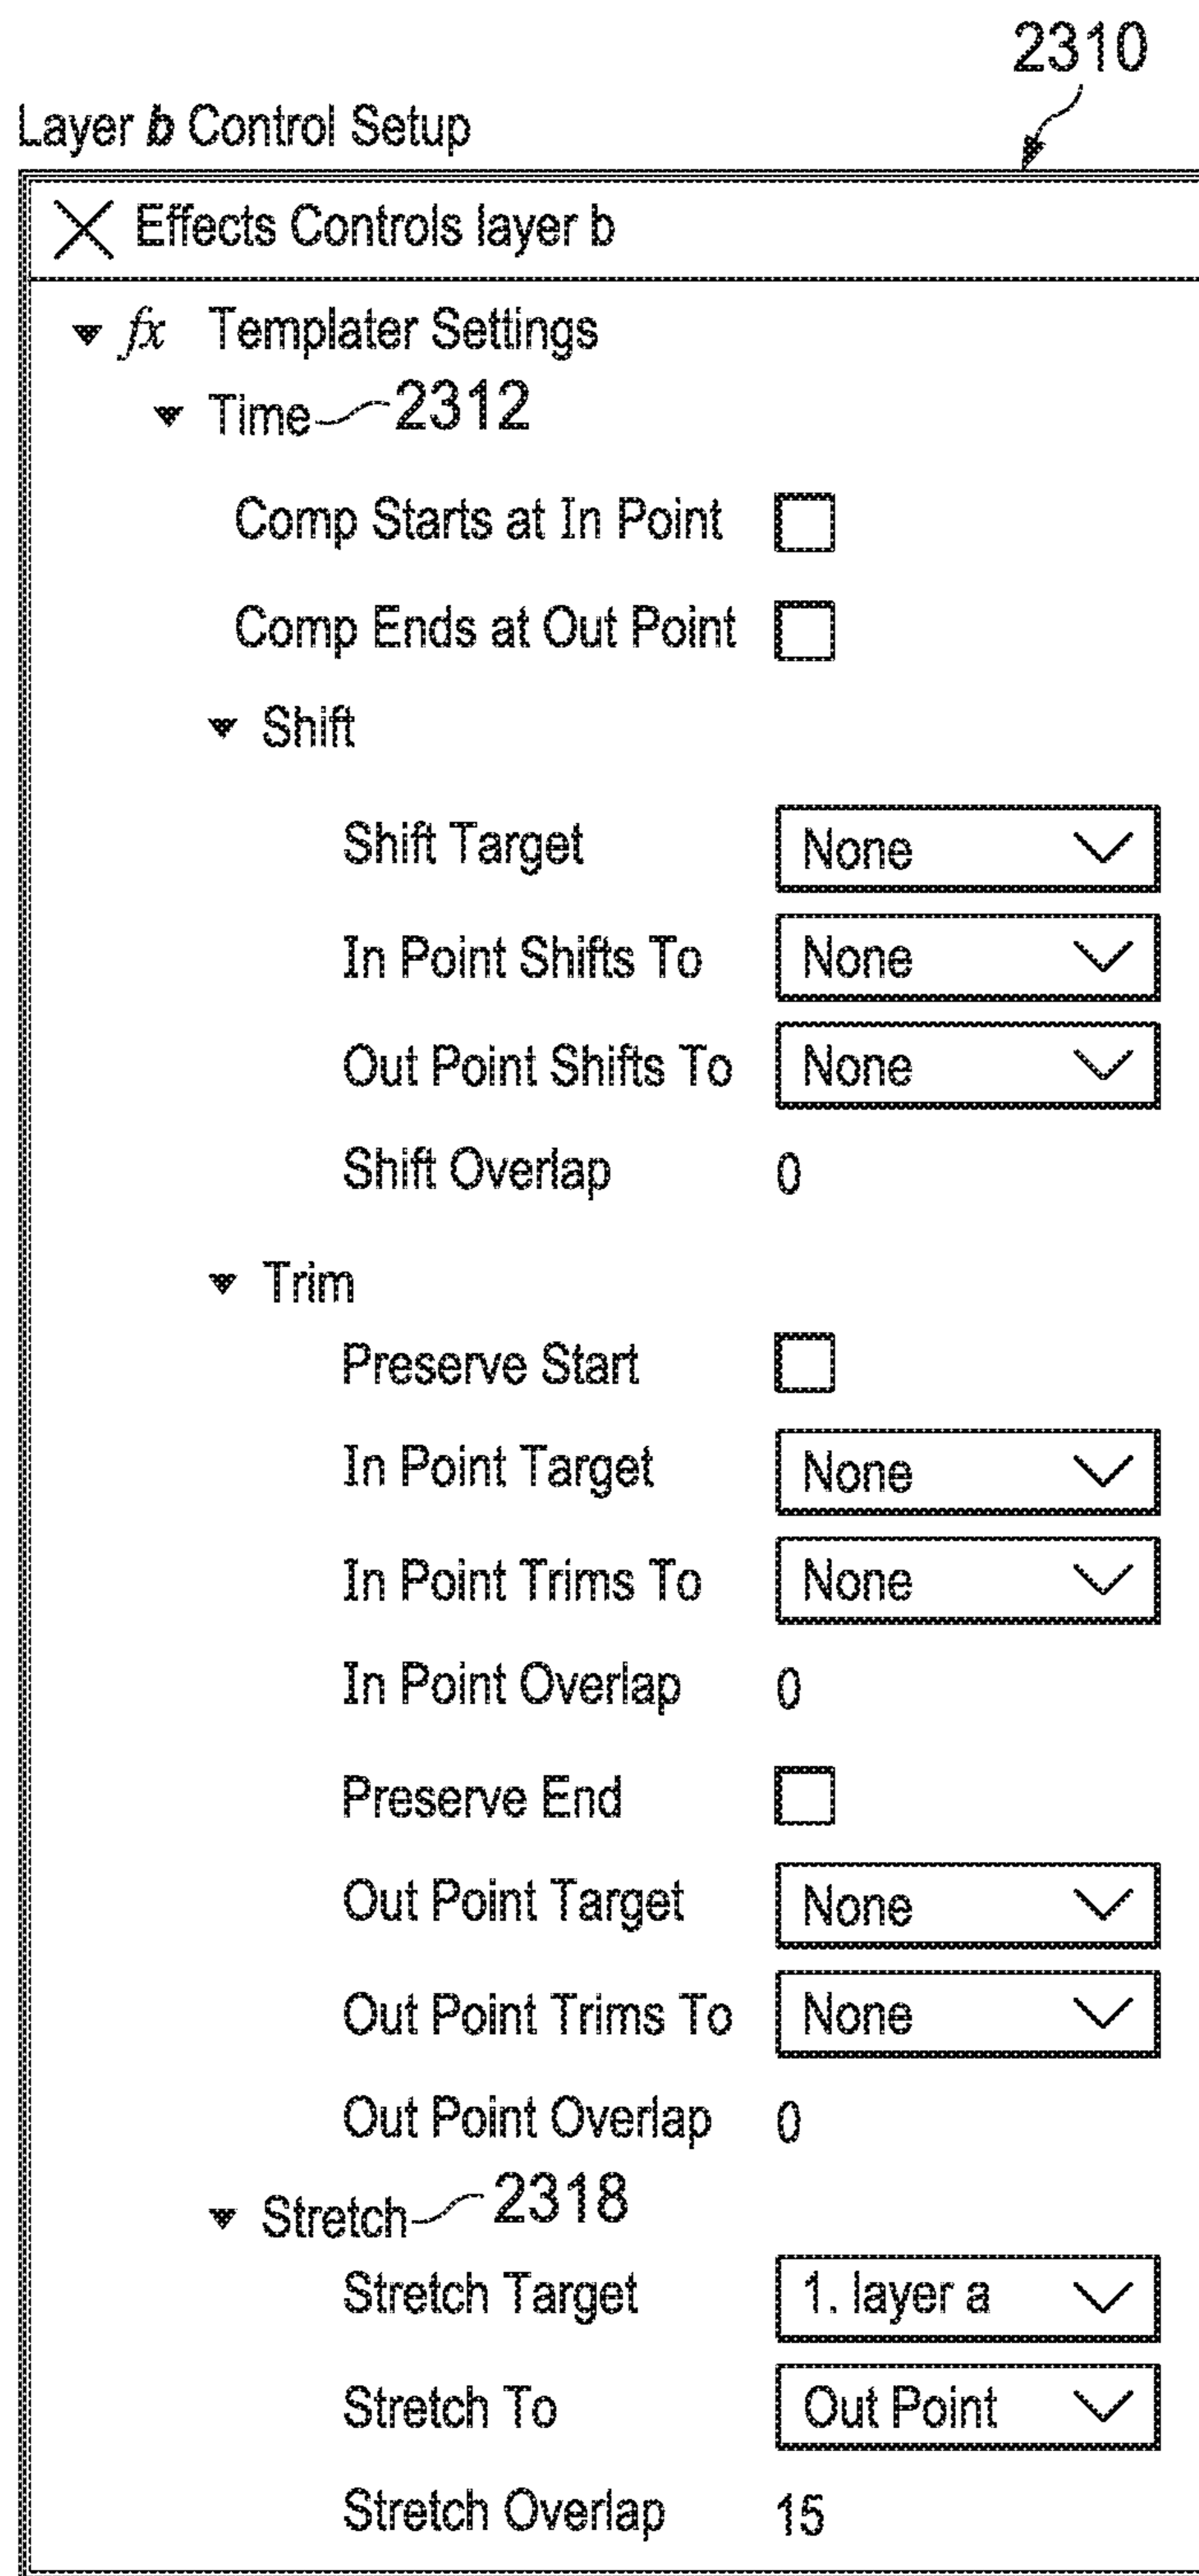 2310
Layer b Control Setup
Effects Controls layer b
fx Templater Settings
Time 2312
Comp Starts at In Point
Comp Ends at Out Point
Shift
Shift Target None
In Point Shifts To None
Out Point Shifts To None
Shift Overlap 0
Trim
Preserve Start
In Point Target None
In Point Trims To None
In Point Overlap 0
Preserve End
Out Point Target None
Out Point Trims To None
Out Point Overlap 0
Stretch 2318
Stretch Target 1. layer a
Stretch To Out Point
Stretch Overlap 15